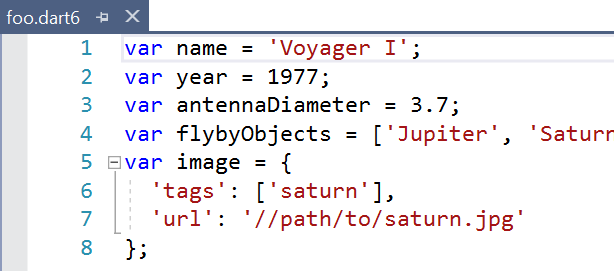 foo.dart6
1 var name = 'Voyager I';
2 var year = 1977;
3 var antennaDiameter = 3.7;
4 var flybyObjects = ['Jupiter', 'Saturn
5 var image = {
6 'tags': ['saturn'],
7 'url': '//path/to/saturn.jpg'
8 };